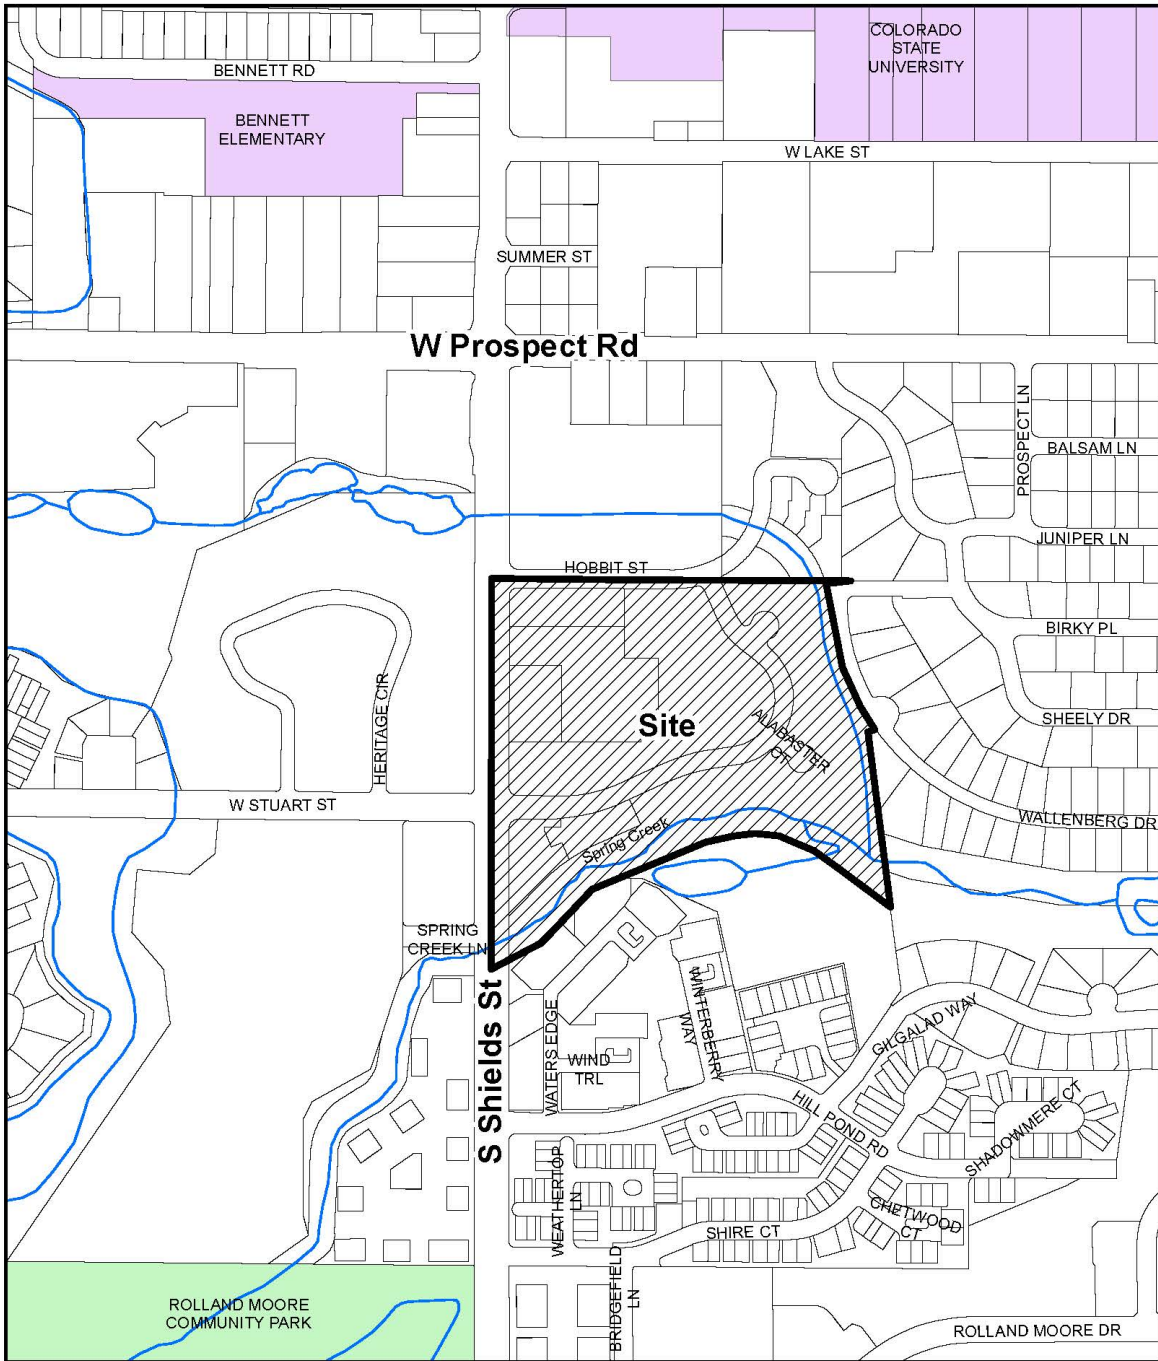 COLORADO
STATE
UNIVERSITY
BENNETT RD
BENNETT
ELEMENTARY
W LAKE ST
SUMMER ST
W Prospect Rd
PROSPECT LN
BALSAM LN
JUNIPER LN
HOBBIT ST
BIRKY PL
HERITAGE CIR
Site
ALABASTER
CT
SHEELY DR
W STUART ST
WALLENBERG DR
Spring Creek
SPRING
CREEK LN
S Shields St
WINTERBERRY
WAY
WATERS EDGE
WIND
TRL
GILGALAD WAY
HILL POND RD
SHADOWMERE CT
WEATHERTOP
LN
CHETWOOD
CT
SHIRE CT
BRIDGEFIELD
LN
ROLLAND MOORE
COMMUNITY PARK
ROLLAND MOORE DR